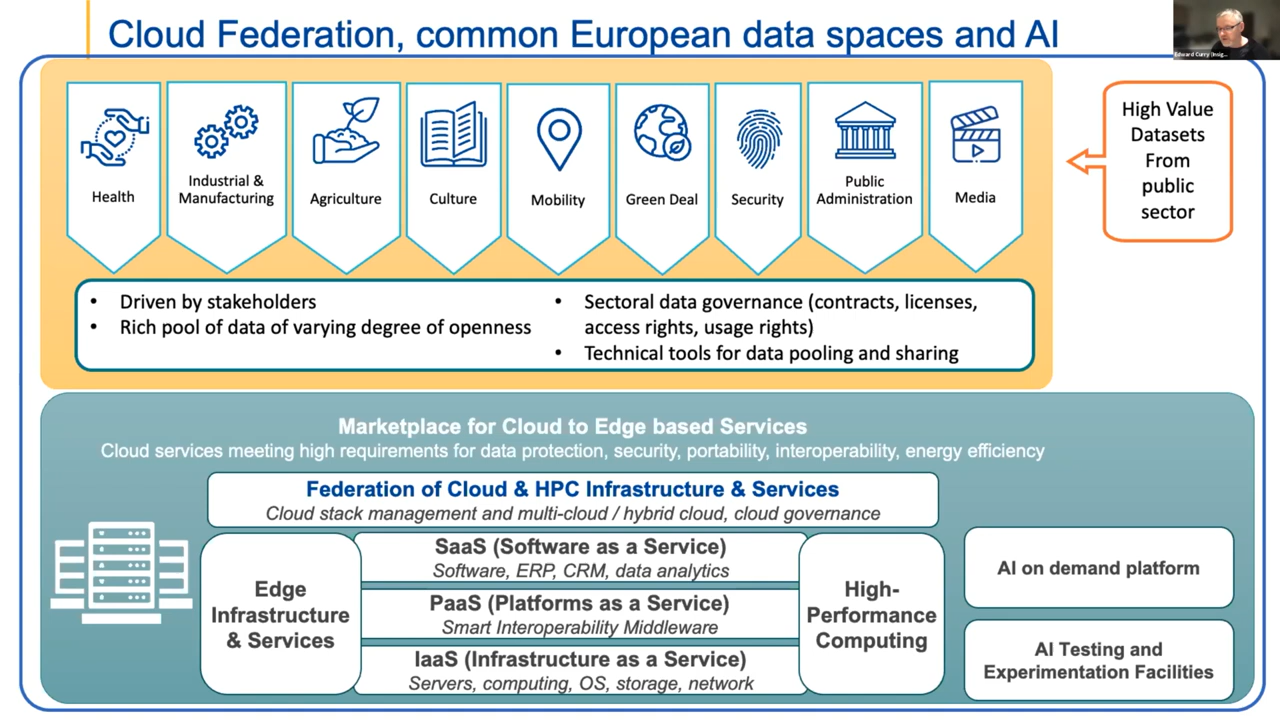 Cloud Federation, common European data spaces and AI
Edward Curry (Insig...
Health
Industrial &
Manufacturing
Agriculture
Culture
Mobility
Green Deal
Security
Public
Administration
Media
High Value
Datasets
From
public
sector
• Driven by stakeholders
• Rich pool of data of varying degree of openness
• Sectoral data governance (contracts, licenses,
access rights, usage rights)
• Technical tools for data pooling and sharing
Marketplace for Cloud to Edge based Services
Cloud services meeting high requirements for data protection, security, portability, interoperability, energy efficiency
Federation of Cloud & HPC Infrastructure & Services
Cloud stack management and multi-cloud / hybrid cloud, cloud governance
Edge
Infrastructure
& Services
SaaS (Software as a Service)
Software, ERP, CRM, data analytics
PaaS (Platforms as a Service)
Smart Interoperability Middleware
IaaS (Infrastructure as a Service)
Servers, computing, OS, storage, network
High-
Performance
Computing
AI on demand platform
AI Testing and
Experimentation Facilities